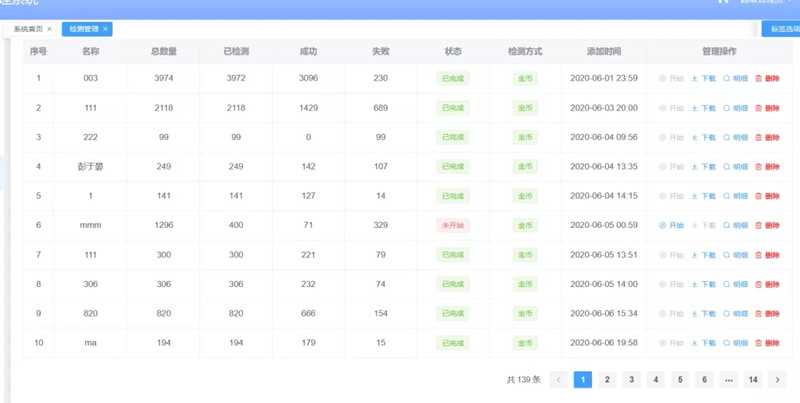 系统首页 × 检测管理 × 标签选项
序号 名称 总数量 已检测 成功 失败 状态 检测方式 添加时间 管理操作
1 003 3974 3972 3096 230 已完成 金币 2020-06-01 23:59 开始 下载 明细 删除
2 111 2118 2118 1429 689 已完成 金币 2020-06-03 20:00 开始 下载 明细 删除
3 222 99 99 0 99 已完成 金币 2020-06-04 09:56 开始 下载 明细 删除
4 彭于晏 249 249 142 107 已完成 金币 2020-06-04 13:35 开始 下载 明细 删除
5 1 141 141 127 14 已完成 金币 2020-06-04 14:15 开始 下载 明细 删除
6 mmm 1296 400 71 329 未开始 金币 2020-06-05 00:59 开始 下载 明细 删除
7 111 300 300 221 79 已完成 金币 2020-06-05 13:51 开始 下载 明细 删除
8 306 306 306 232 74 已完成 金币 2020-06-05 14:00 开始 下载 明细 删除
9 820 820 820 666 154 已完成 金币 2020-06-06 15:34 开始 下载 明细 删除
10 ma 194 194 179 15 已完成 金币 2020-06-06 19:58 开始 下载 明细 删除
共 139 条 < 1 2 3 4 5 6 ••• 14 >